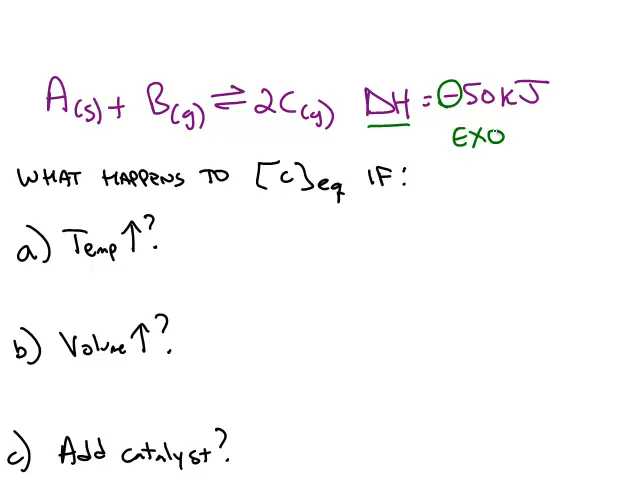 A(s) + B(g) ⇌ 2C(g) ΔH = -50 kJ
EXO
WHAT HAPPENS TO [C]eq IF:
a) Temp ↑?
b) Volume ↑?
c) Add catalyst?